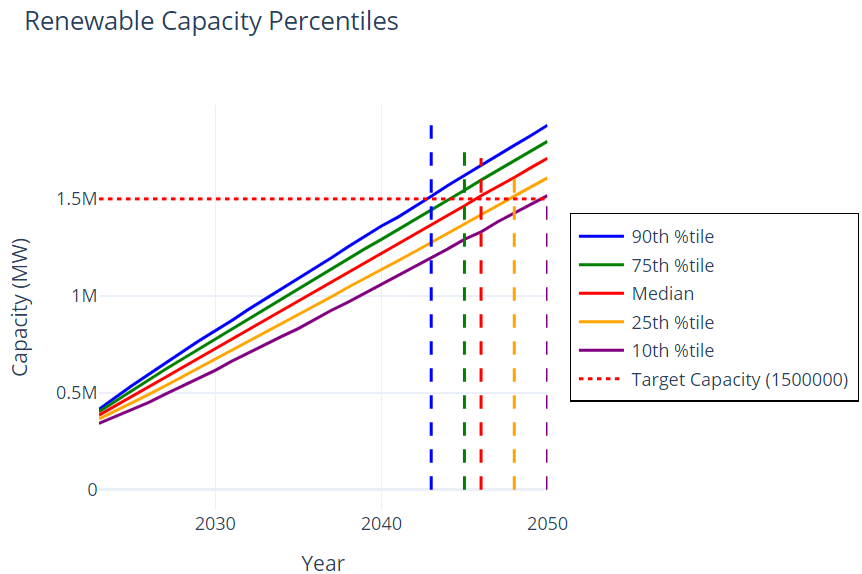 Renewable Capacity Percentiles
Capacity (MW)
1.5M
1M
0.5M
0
2030
2040
2050
Year
90th %tile
75th %tile
Median
25th %tile
10th %tile
Target Capacity (1500000)